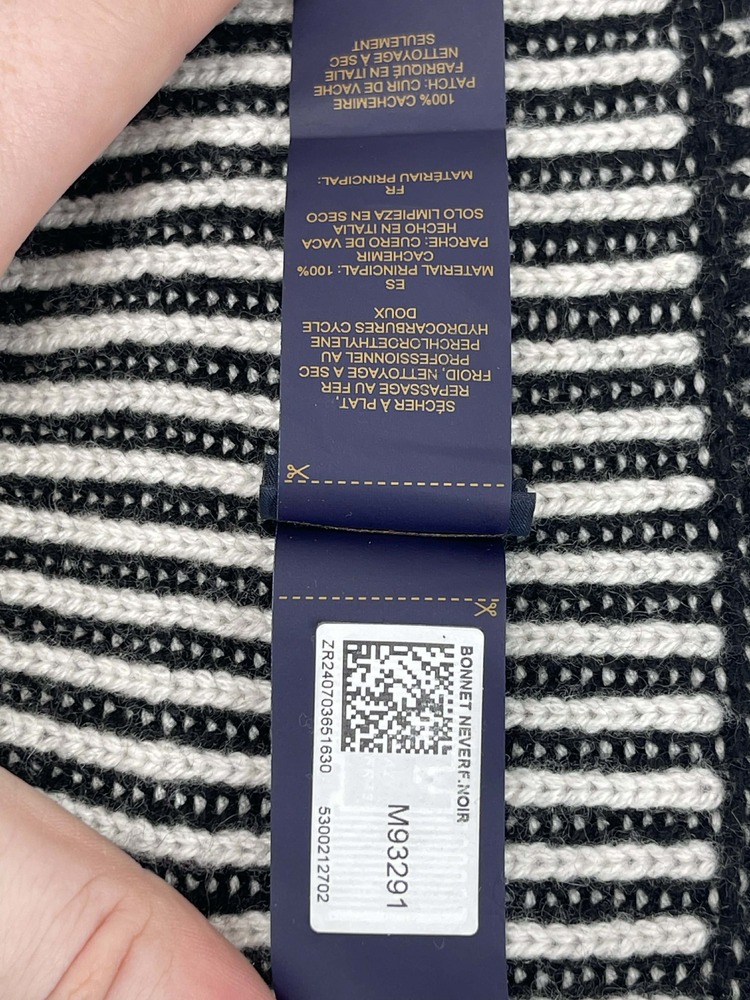 SÉCHER À PLAT,
REPASSAGE AU FER
FROID, NETTOYAGE A SEC
PROFESSIONNEL AU
PERCHLOROETHYLENE
HYDROCARBURES CYCLE
DOUX
ES
MATERIAL PRINCIPAL: 100%
CACHEMIR
PARCHE: CUERO DE VACA
HECHO EN ITALIA
SOLO LIMPIEZA EN SECO
FR
MATÉRIAU PRINCIPAL:
100% CACHEMIRE
PATCH: CUIR DE VACHE
FABRIQUÉ EN ITALIE
NETTOYAGE À SEC
SEULEMENT
BONNET NEVERF.NOIR
M93291
ZR240703651630 5300212702